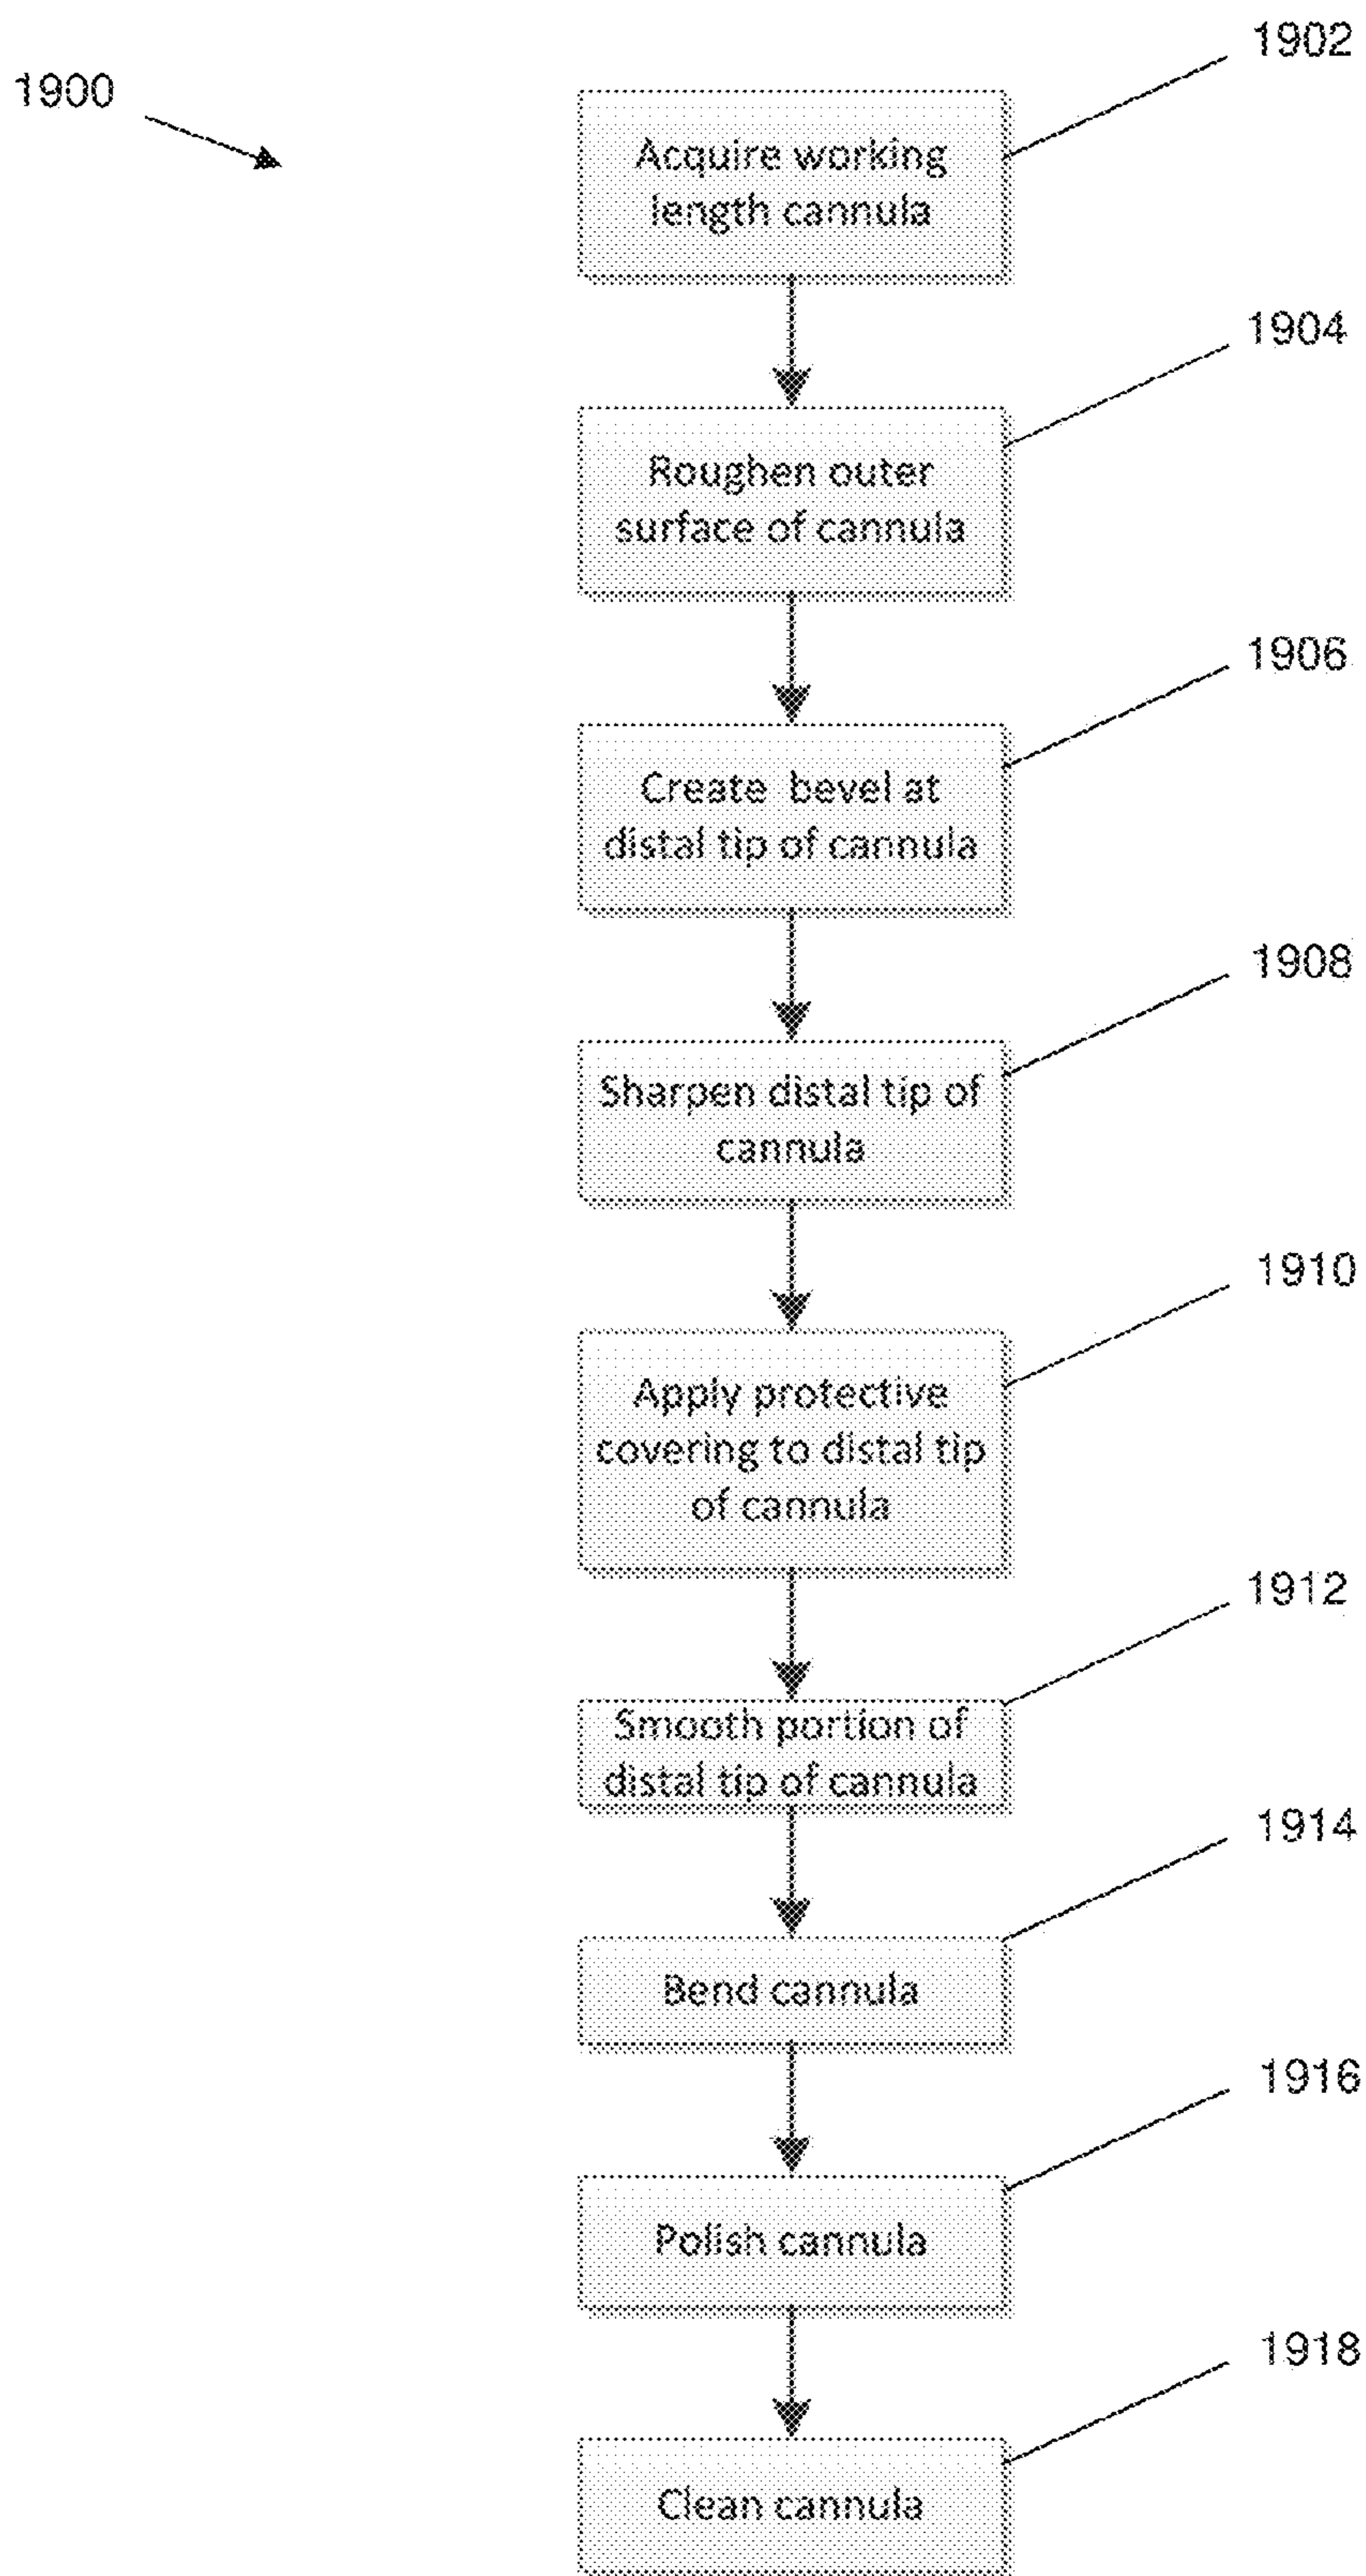 1900
1902
Acquire working
length cannula
1904
Roughen outer
surface of cannula
1906
Create bevel at
distal tip of cannula
1908
Sharpen distal tip of
cannula
1910
Apply protective
covering to distal tip
of cannula
1912
Smooth portion of
distal tip of cannula
1914
Bend cannula
1916
Polish cannula
1918
Clean cannula